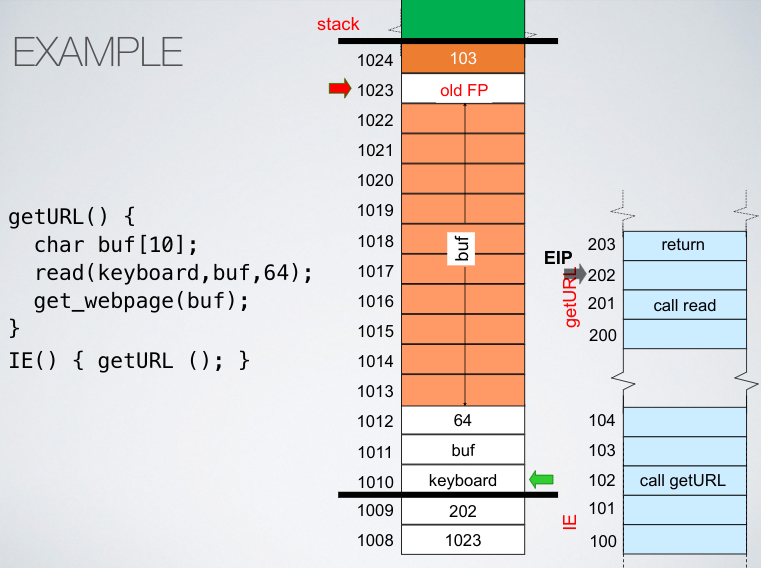 EXAMPLE
getURL() {
char buf[10];
read(keyboard,buf,64);
get_webpage(buf);
}
IE() { getURL (); }
stack
1024 103
1023 old FP
1022
1021
1020
1019
1018
1017
1016
1015
1014
1013
buf
1012 64
1011 buf
1010 keyboard
1009 202
1008 1023
EIP
getURL
203 return
202
201 call read
200
IE
104
103
102 call getURL
101
100